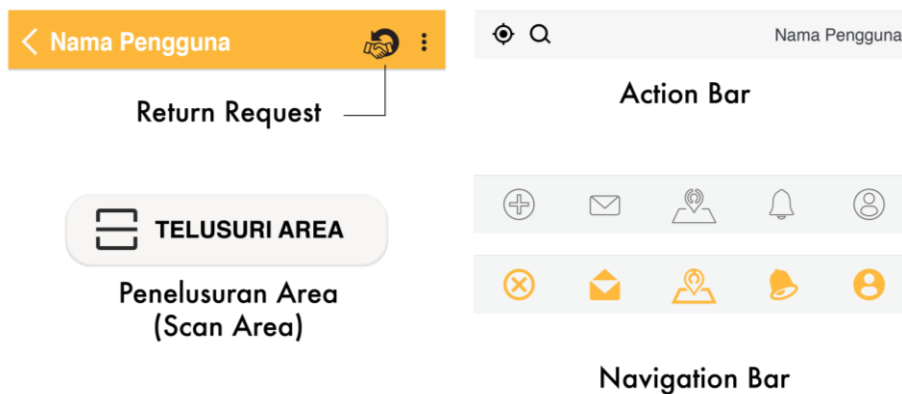 Nama Pengguna
Return Request
TELUSURI AREA
Penelusuran Area
(Scan Area)
Nama Pengguna
Action Bar
Navigation Bar